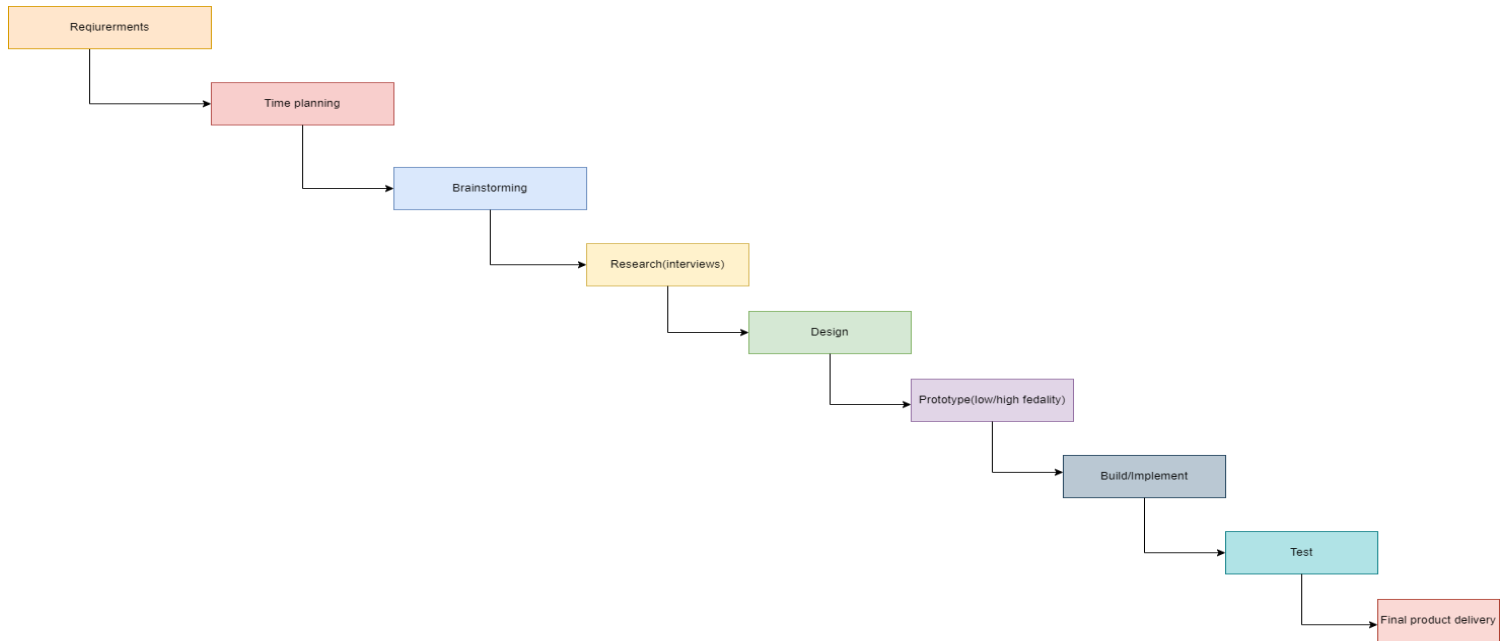 Reqiurerments
Time planning
Brainstorming
Research(interviews)
Design
Prototype(low/high fedality)
Build/Implement
Test
Final product delivery